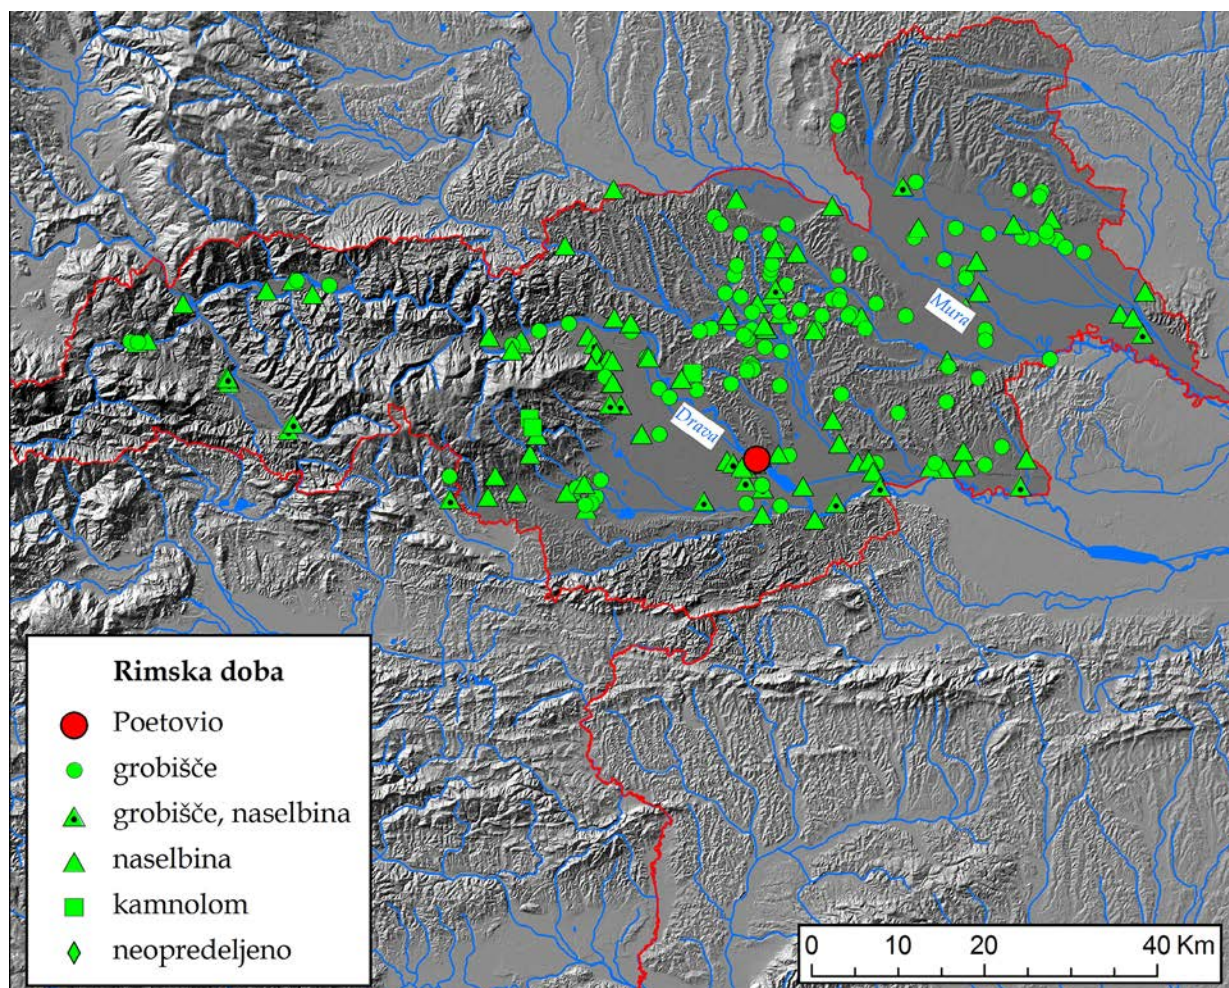 Mura
Drava
Rimska doba
Poetovio
grobišče
grobišče, naselbina
naselbina
kamnolom
neopredeljeno
0 10 20 40 Km